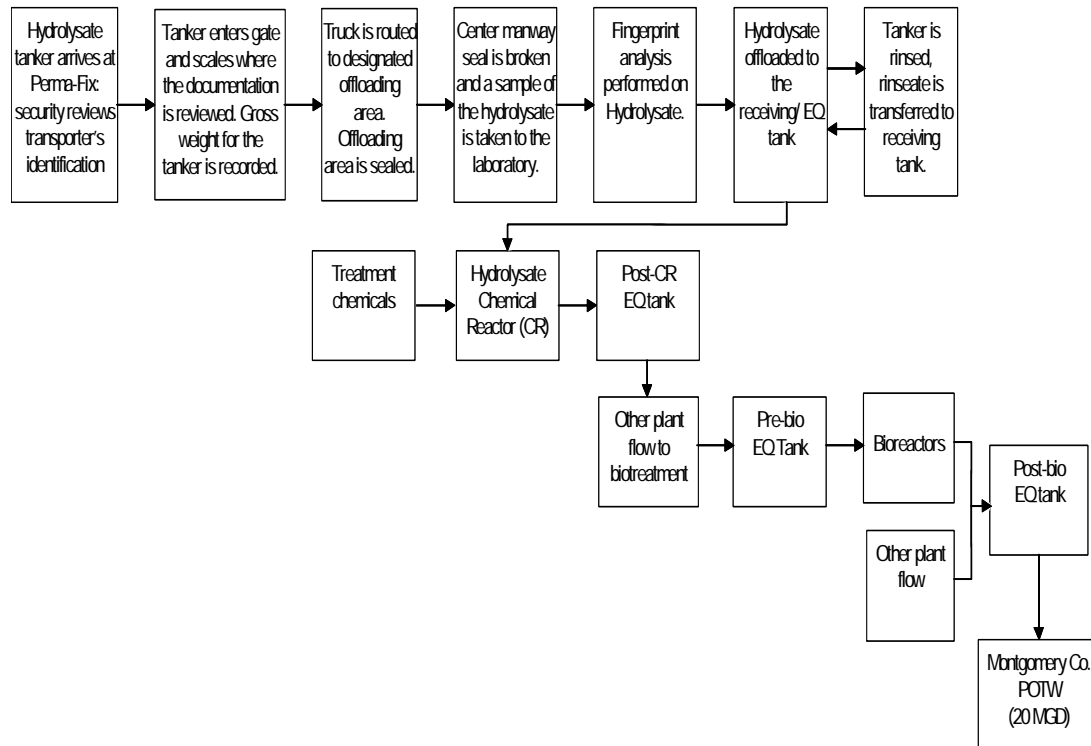 Hydrolysate
tanker arrives at
Perma-Fix:
security reviews
transporter's
identification
Tanker enters gate
and scales where
the documentation
is reviewed. Gross
weight for the
tanker is recorded.
Truck is routed
to designated
offloading
area.
Offloading
area is sealed.
Center manway
seal is broken
and a sample of
the hydrolysate
is taken to the
laboratory.
Fingerprint
analysis
performed on
Hydrolysate.
Hydrolysate
offloaded to
the
receiving/ EQ
tank
Tanker is
rinsed,
rinseate is
transferred to
receiving
tank.
Treatment
chemicals
Hydrolysate
Chemical
Reactor (CR)
Post-CR
EQ tank
Other plant
flow to
biotreatment
Pre-bio
EQ Tank
Bioreactors
Other plant
flow
Post-bio
EQ tank
Montgomery Co.
POTW
(20 MGD)